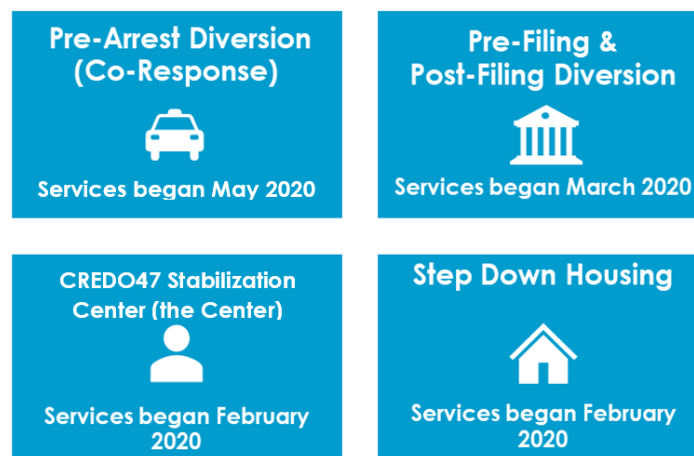 Pre-Arrest Diversion
(Co-Response)
Services began May 2020
Pre-Filing &
Post-Filing Diversion
Services began March 2020
CREDO47 Stabilization
Center (the Center)
Services began February
2020
Step Down Housing
Services began February
2020